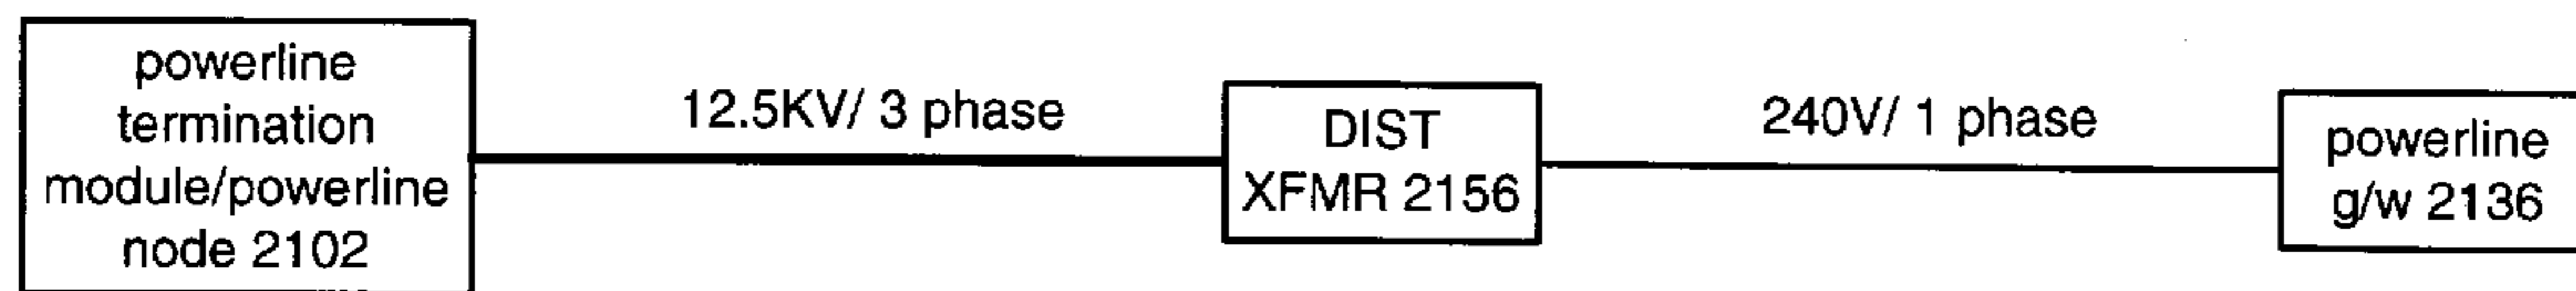 powerline
termination
module/powerline
node 2102
12.5KV/ 3 phase
DIST
XFMR 2156
240V/ 1 phase
powerline
g/w 2136